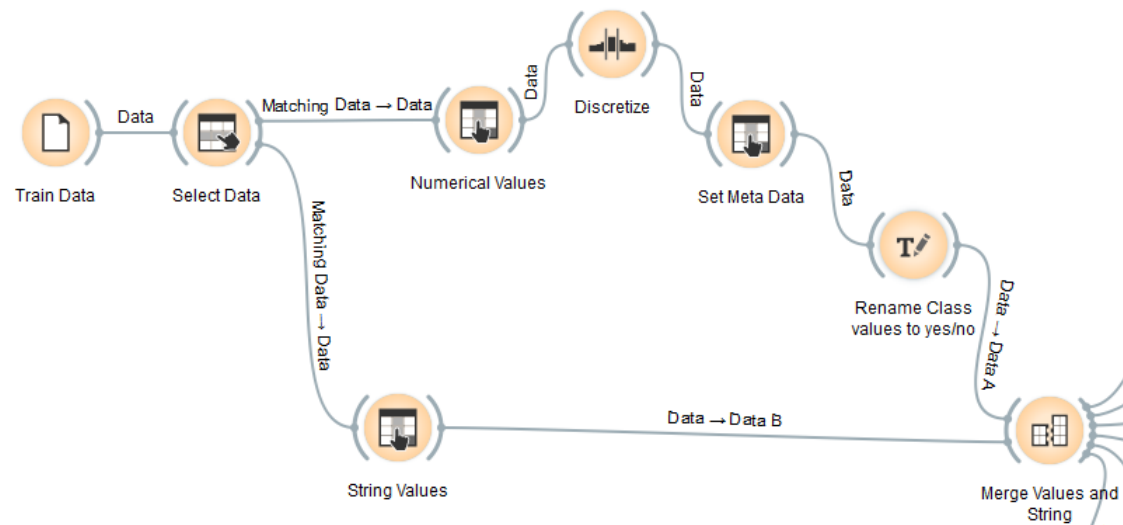 Discretize
Data
Data
Train Data
Data
Select Data
Matching Data → Data
Numerical Values
Set Meta Data
Data
Matching Data → Data
T
Rename Class
values to yes/no
Data → Data A
String Values
Data → Data B
Merge Values and
String